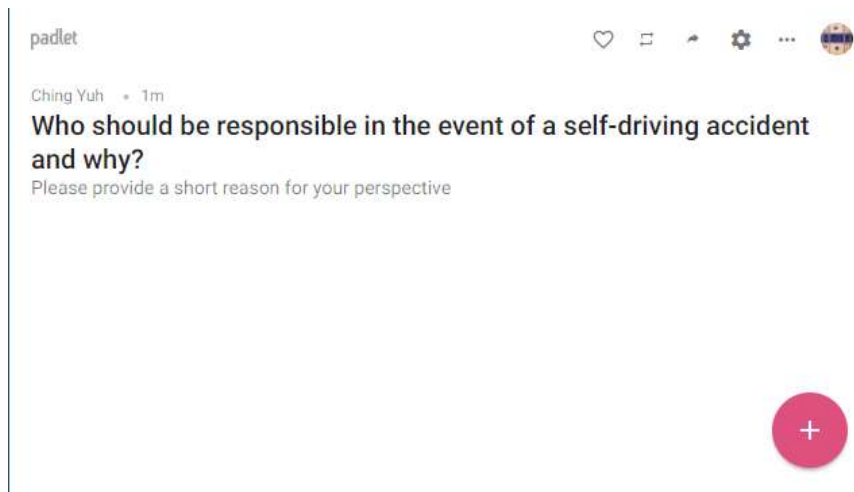 padlet
Ching Yuh • 1m
Who should be responsible in the event of a self-driving accident
and why?
Please provide a short reason for your perspective